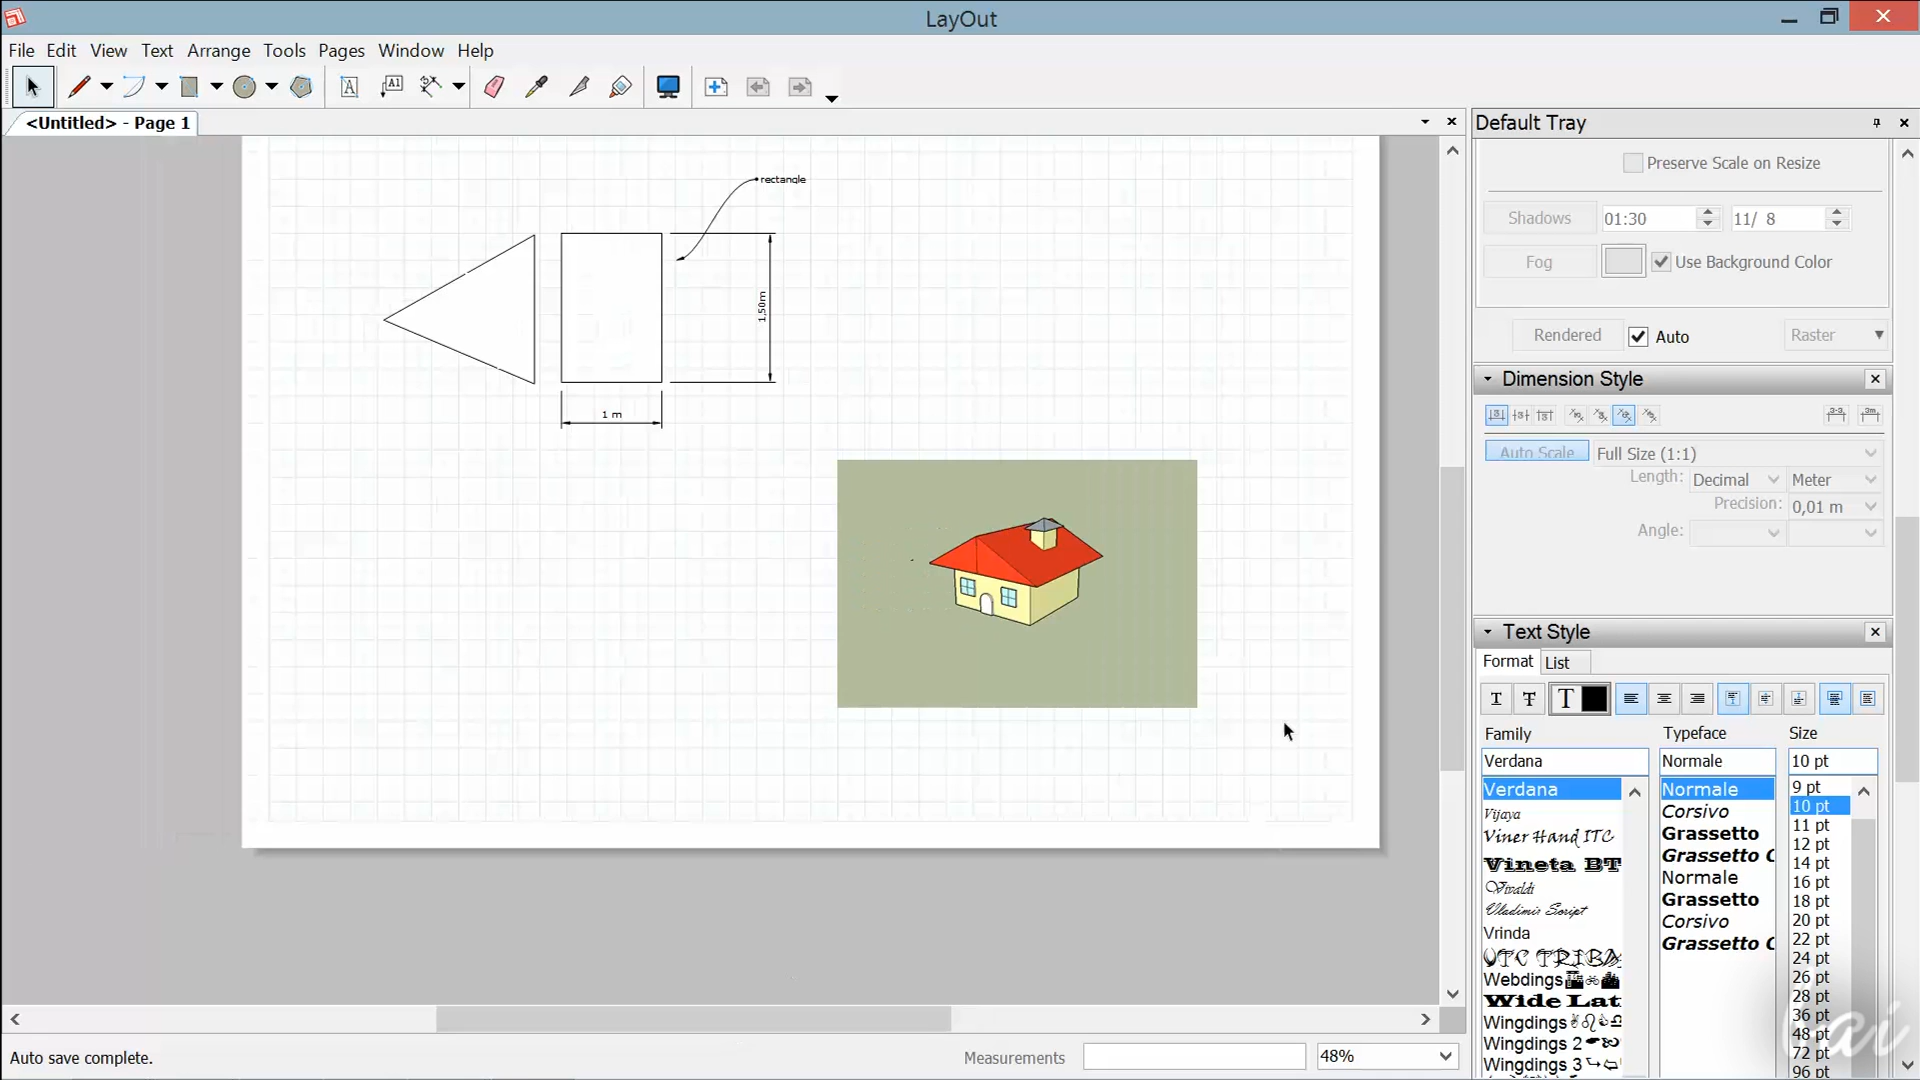 LayOut
File Edit View Text Arrange Tools Pages Window Help
<Untitled> - Page 1
Default Tray
rectangle
1,50m
1 m
Preserve Scale on Resize
Shadows 01:30 11/ 8
Fog Use Background Color
Rendered Auto Raster
Dimension Style
Auto Scale Full Size (1:1)
Length: Decimal Meter
Precision: 0,01 m
Angle:
Text Style
Format List
Family Typeface Size
Verdana Normale 10 pt
Verdana
Vijaya
Viner Hand ITC
Vineta BT
Vivaldi
Vladimir Script
Vrinda
Webdings
Wide Lat
Wingdings
Wingdings 2
Wingdings 3
Normale
Corsivo
Grassetto
Grassetto C
Normale
Grassetto
Corsivo
Grassetto C
9 pt
10 pt
11 pt
12 pt
14 pt
16 pt
18 pt
20 pt
22 pt
24 pt
26 pt
28 pt
36 pt
48 pt
72 pt
96 pt
kai
Auto save complete.
Measurements
48%